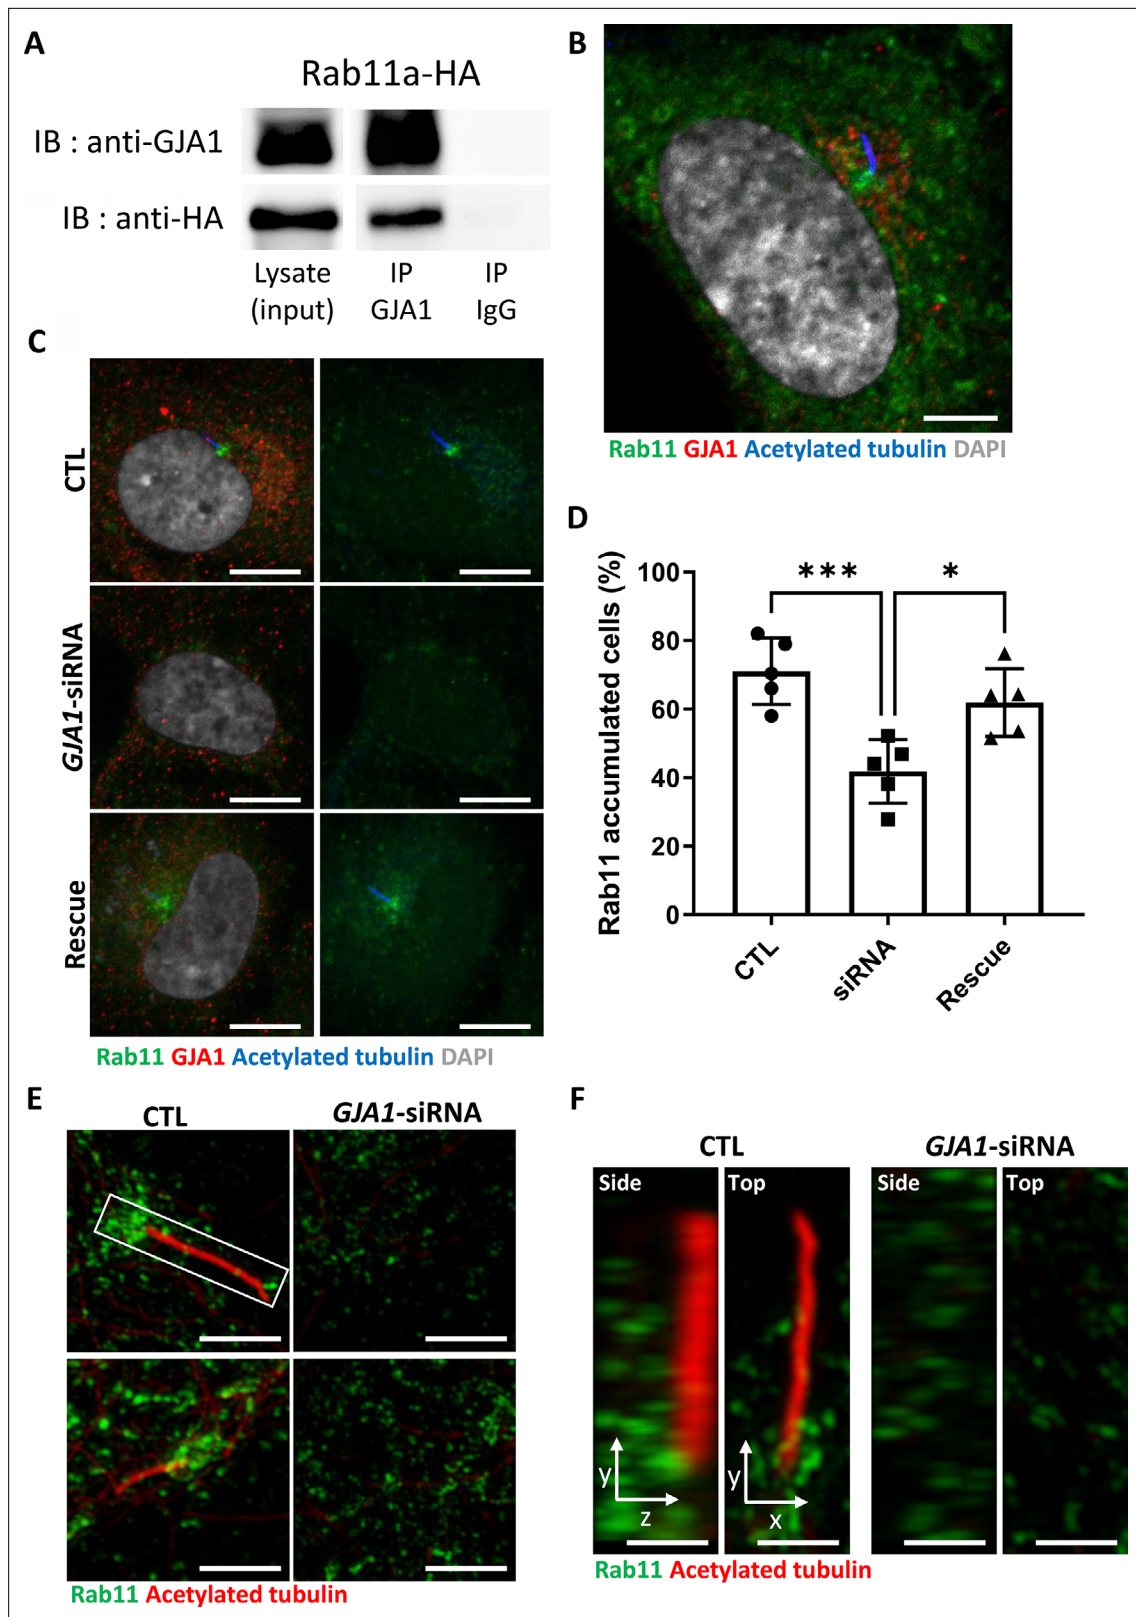 A
Rab11a-HA
IB : anti-GJA1
IB : anti-HA
Lysate
(input)
IP
GJA1
IP
IgG
B
Rab11 GJA1 Acetylated tubulin DAPI
C
CTL
GJA1-siRNA
Rescue
Rab11 GJA1 Acetylated tubulin DAPI
D
Rab11 accumulated cells (%)
100
80
60
40
20
0
***
*
CTL
siRNA
Rescue
E
CTL
GJA1-siRNA
Rab11 Acetylated tubulin
F
CTL
GJA1-siRNA
Side
Top
Side
Top
y
z
y
x
Rab11 Acetylated tubulin